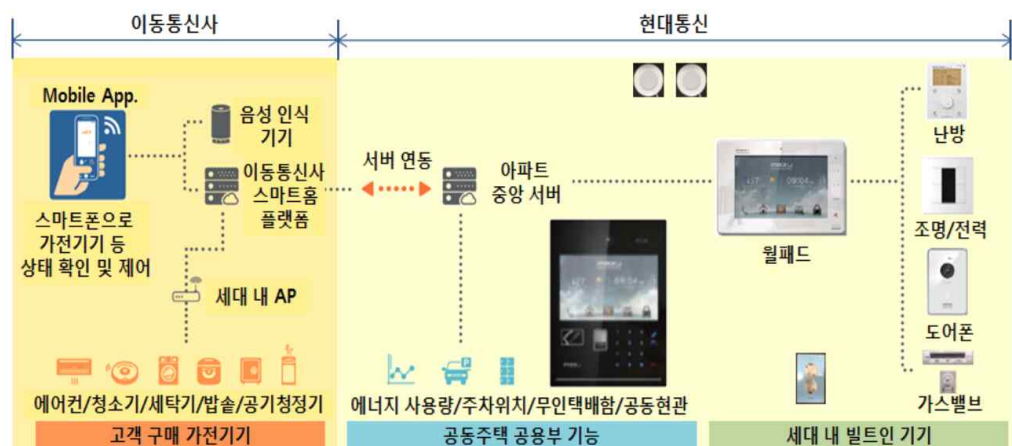 이동통신사
현대통신
Mobile App.
음성 인식
기기
이동통신사
스마트홈
플랫폼
스마트폰으로
가전기기 등
상태 확인 및 제어
세대 내 AP
에어컨/청소기/세탁기/밥솥/공기청정기
고객 구매 가전기기
서버 연동
아파트
중앙 서버
에너지 사용량/주차위치/무인택배함/공동현관
공동주택 공용부 기능
월패드
난방
조명/전력
도어폰
가스밸브
세대 내 빌트인 기기